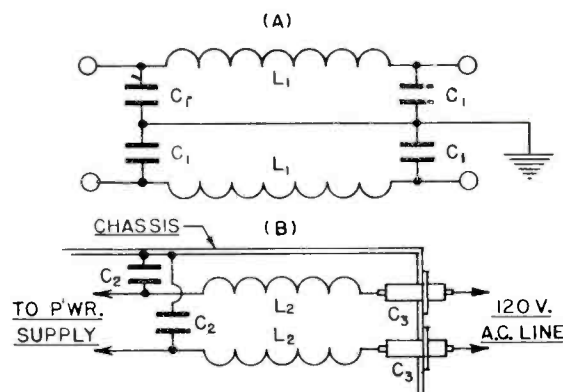 (A)
L₁
C₁
C₁
C₁
C₁
L₁
(B)
CHASSIS
C₂
L₂
C₃
TO P'WR.
SUPPLY
C₂
L₂
C₃
120 V.
A.C. LINE